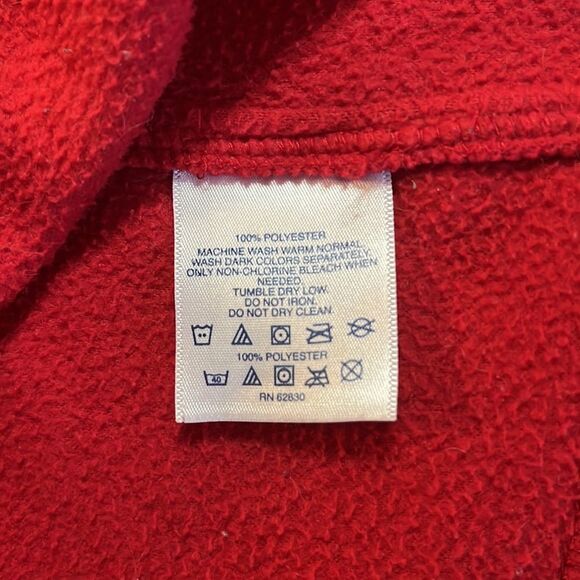 100% POLYESTER
MACHINE WASH WARM NORMAL.
WASH DARK COLORS SEPARATELY.
ONLY NON-CHLORINE BLEACH WHEN
NEEDED.
TUMBLE DRY LOW.
DO NOT IRON.
DO NOT DRY CLEAN.
100% POLYESTER
40
RN 62830